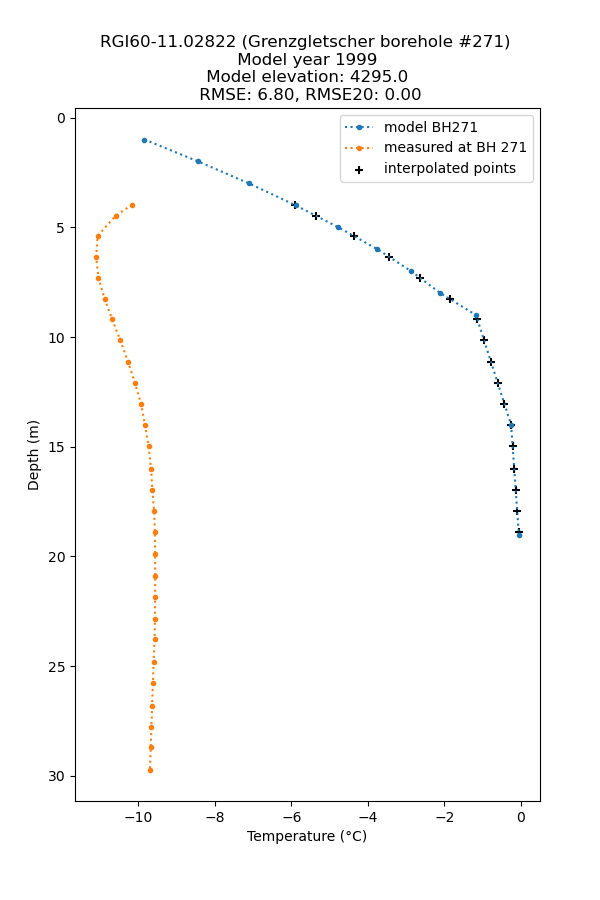 RGI60-11.02822 (Grenzgletscher borehole #271)
Model year 1999
Model elevation: 4295.0
RMSE: 6.80, RMSE20: 0.00
model BH271
measured at BH 271
interpolated points
0
5
10
15
20
25
30
Depth (m)
−10
−8
−6
−4
−2
0
Temperature (°C)